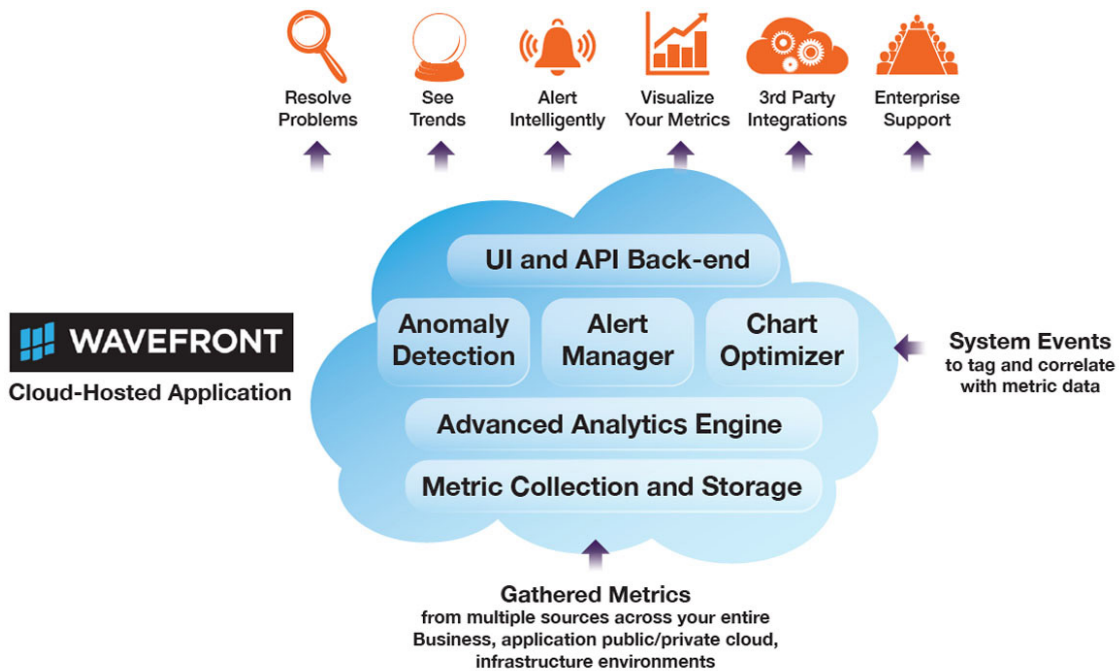 Resolve
Problems
See
Trends
Alert
Intelligently
Visualize
Your Metrics
3rd Party
Integrations
Enterprise
Support
UI and API Back-end
Anomaly
Detection
Alert
Manager
Chart
Optimizer
Advanced Analytics Engine
Metric Collection and Storage
WAVEFRONT
Cloud-Hosted Application
System Events
to tag and correlate
with metric data
Gathered Metrics
from multiple sources across your entire
Business, application public/private cloud,
infrastructure environments